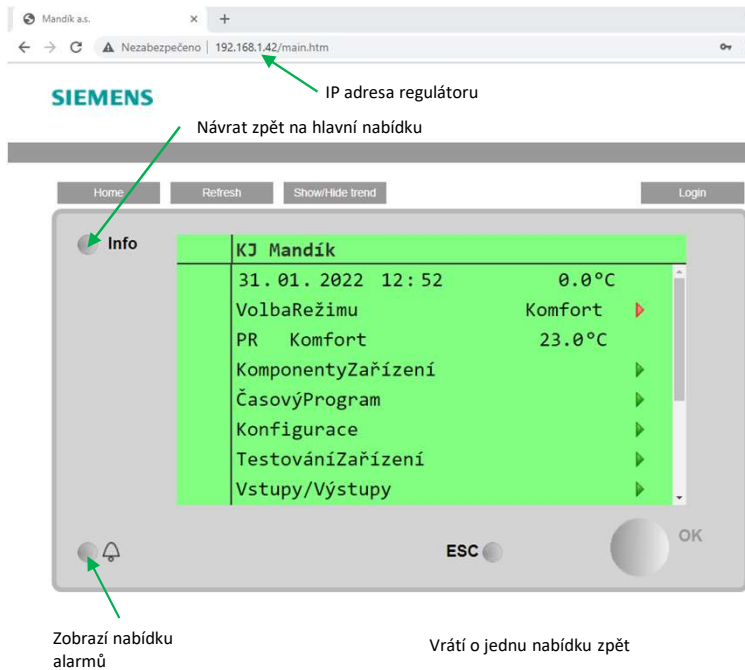 Mandík a.s.
Nezabezpečeno | 192.168.1.42/main.htm
IP adresa regulátoru
SIEMENS
Návrat zpět na hlavní nabídku
Home Refresh Show/Hide trend Login
Info
KJ Mandík
31.01.2022 12:52 0.0°C
VolbaRežimu Komfort
PR Komfort 23.0°C
KomponentyZařízení
ČasovýProgram
Konfigurace
TestováníZařízení
Vstupy/Výstupy
ESC
OK
Zobrazí nabídku
alarmů
Vrátí o jednu nabídku zpět